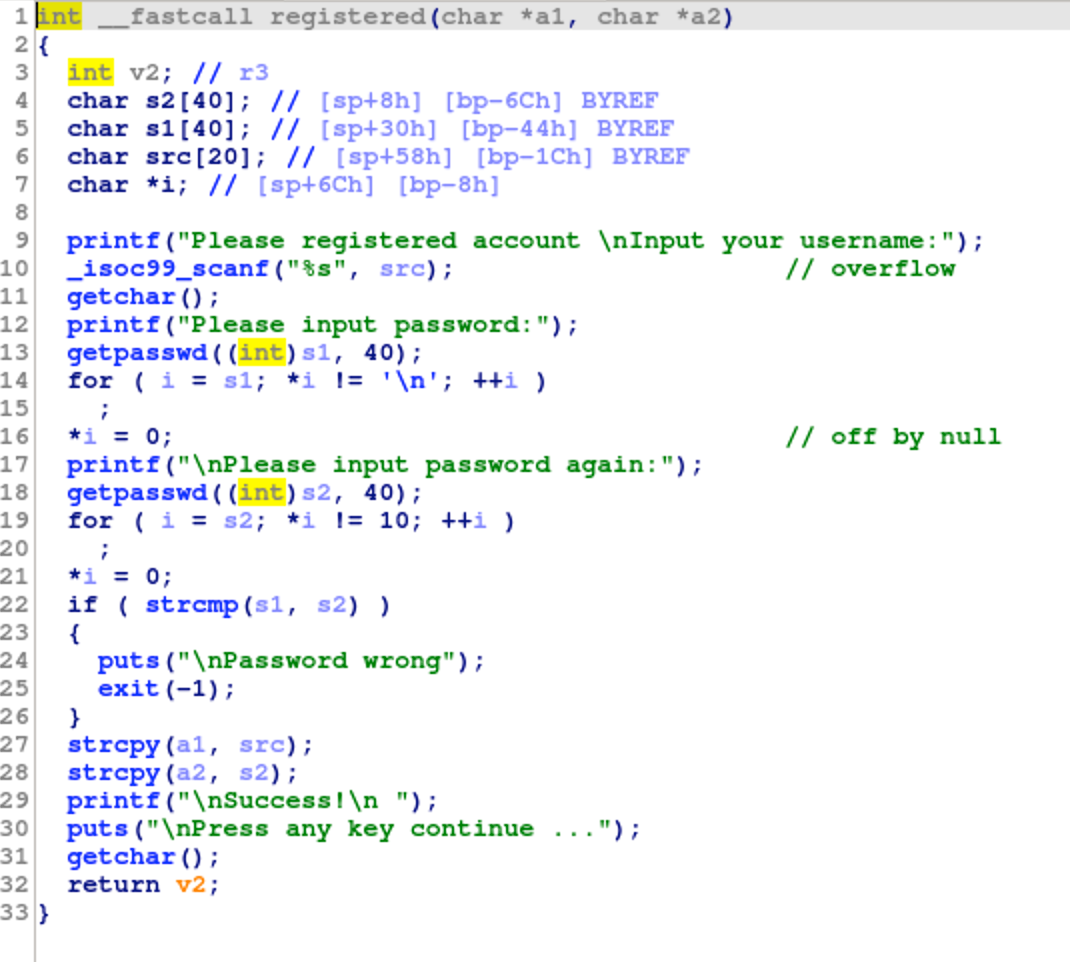 1 int __fastcall registered(char *a1, char *a2)
2 {
3   int v2; // r3
4   char s2[40]; // [sp+8h] [bp-6Ch] BYREF
5   char s1[40]; // [sp+30h] [bp-44h] BYREF
6   char src[20]; // [sp+58h] [bp-1Ch] BYREF
7   char *i; // [sp+6Ch] [bp-8h]
8
9   printf("Please registered account \nInput your username:");
10   _isoc99_scanf("%s", src);                     // overflow
11   getchar();
12   printf("Please input password:");
13   getpasswd((int)s1, 40);
14   for ( i = s1; *i != '\n'; ++i )
15     ;
16   *i = 0;                                       // off by null
17   printf("\nPlease input password again:");
18   getpasswd((int)s2, 40);
19   for ( i = s2; *i != 10; ++i )
20     ;
21   *i = 0;
22   if ( strcmp(s1, s2) )
23   {
24     puts("\nPassword wrong");
25     exit(-1);
26   }
27   strcpy(a1, src);
28   strcpy(a2, s2);
29   printf("\nSuccess!\n ");
30   puts("\nPress any key continue ...");
31   getchar();
32   return v2;
33 }